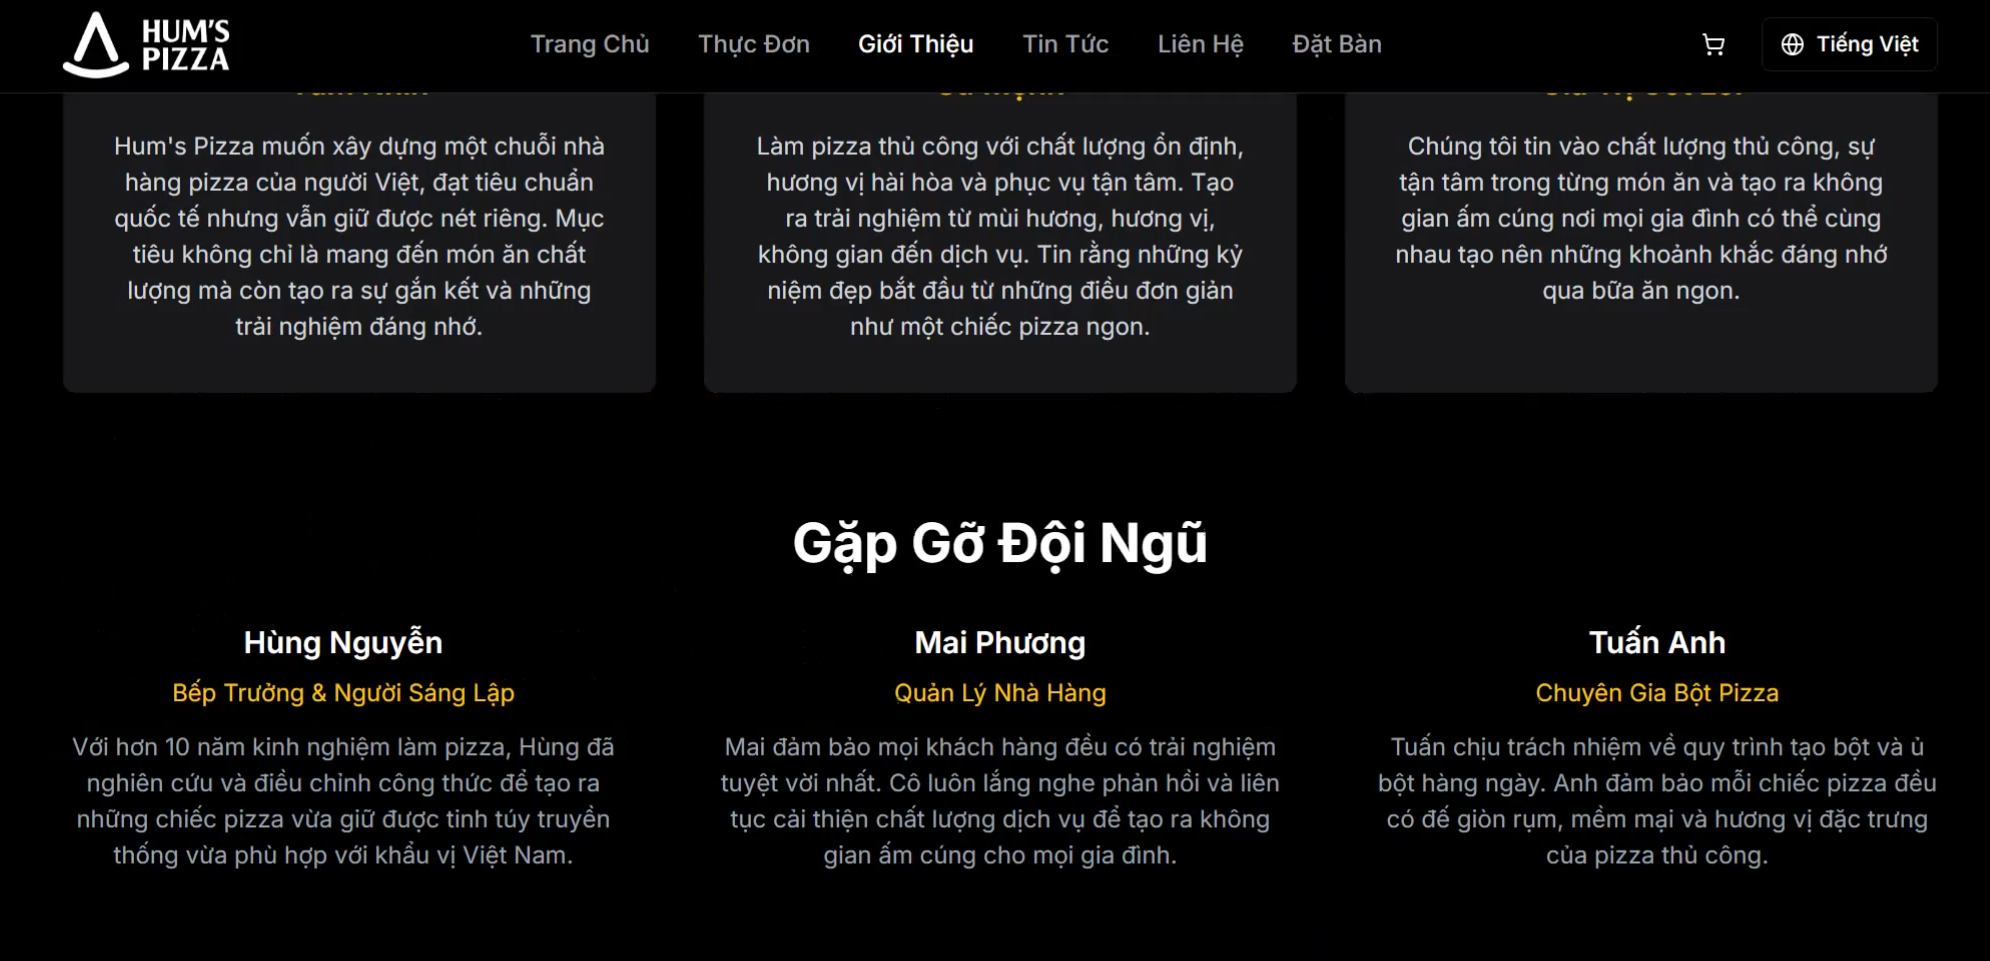 HUM'S
PIZZA
Trang Chủ
Thực Đơn
Giới Thiệu
Tin Tức
Liên Hệ
Đặt Bàn
Tiếng Việt
Hum's Pizza muốn xây dựng một chuỗi nhà
hàng pizza của người Việt, đạt tiêu chuẩn
quốc tế nhưng vẫn giữ được nét riêng. Mục
tiêu không chỉ là mang đến món ăn chất
lượng mà còn tạo ra sự gắn kết và những
trải nghiệm đáng nhớ.
Làm pizza thủ công với chất lượng ổn định,
hương vị hài hòa và phục vụ tận tâm. Tạo
ra trải nghiệm từ mùi hương, hương vị,
không gian đến dịch vụ. Tin rằng những kỷ
niệm đẹp bắt đầu từ những điều đơn giản
như một chiếc pizza ngon.
Chúng tôi tin vào chất lượng thủ công, sự
tận tâm trong từng món ăn và tạo ra không
gian ấm cúng nơi mọi gia đình có thể cùng
nhau tạo nên những khoảnh khắc đáng nhớ
qua bữa ăn ngon.
Gặp Gỡ Đội Ngũ
Hùng Nguyễn
Bếp Trưởng & Người Sáng Lập
Với hơn 10 năm kinh nghiệm làm pizza, Hùng đã
nghiên cứu và điều chỉnh công thức để tạo ra
những chiếc pizza vừa giữ được tinh túy truyền
thống vừa phù hợp với khẩu vị Việt Nam.
Mai Phương
Quản Lý Nhà Hàng
Mai đảm bảo mọi khách hàng đều có trải nghiệm
tuyệt vời nhất. Cô luôn lắng nghe phản hồi và liên
tục cải thiện chất lượng dịch vụ để tạo ra không
gian ấm cúng cho mọi gia đình.
Tuấn Anh
Chuyên Gia Bột Pizza
Tuấn chịu trách nhiệm về quy trình tạo bột và ủ
bột hàng ngày. Anh đảm bảo mỗi chiếc pizza đều
có đế giòn rụm, mềm mại và hương vị đặc trưng
của pizza thủ công.